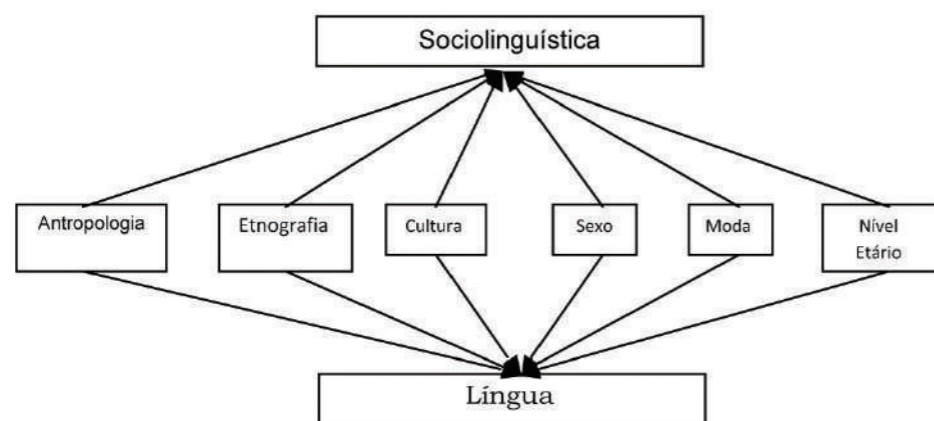 Sociolinguística
Antropologia
Etnografia
Cultura
Sexo
Moda
Nível
Etário
Língua